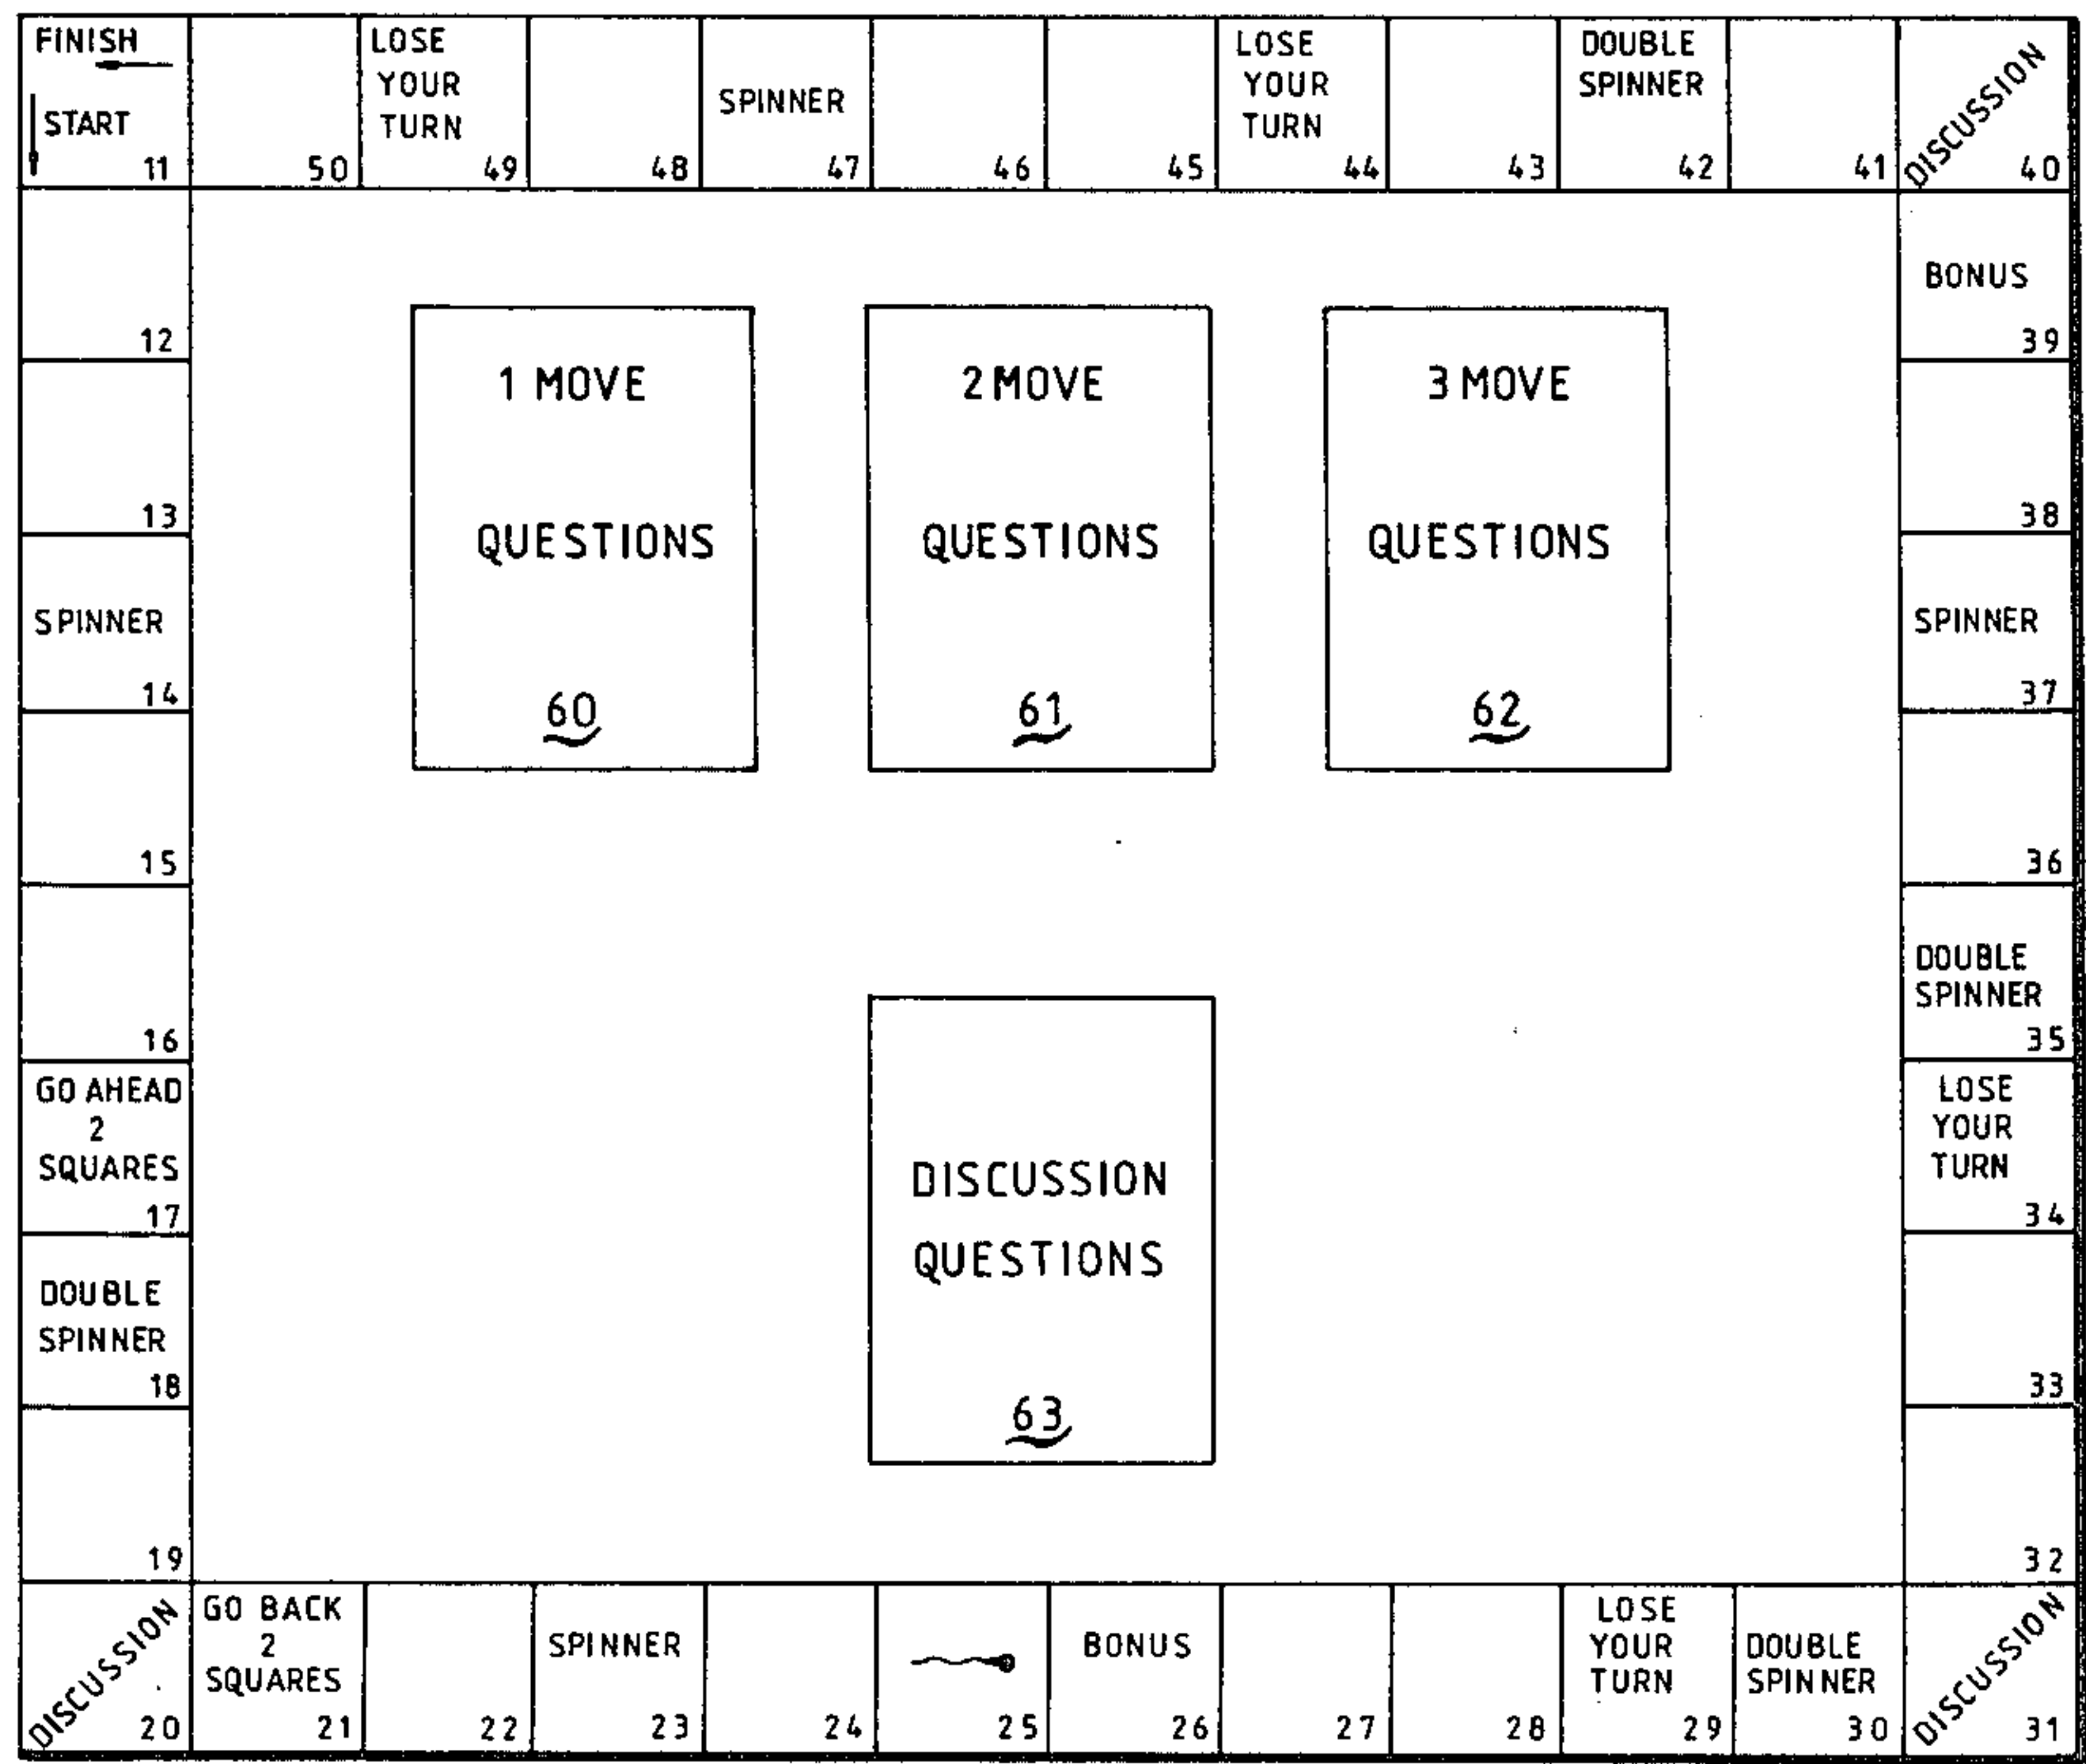 FINISH
START
11
50
LOSE
YOUR
TURN
49
48
SPINNER
47
46
45
LOSE
YOUR
TURN
44
43
DOUBLE
SPINNER
42
41
DISCUSSION
40
12
13
SPINNER
14
15
16
GO AHEAD
2
SQUARES
17
DOUBLE
SPINNER
18
19
1 MOVE
QUESTIONS
60
2 MOVE
QUESTIONS
61
3 MOVE
QUESTIONS
62
DISCUSSION
QUESTIONS
63
BONUS
39
38
SPINNER
37
36
DOUBLE
SPINNER
35
LOSE
YOUR
TURN
34
33
32
DISCUSSION
20
GO BACK
2
SQUARES
21
22
SPINNER
23
24
25
BONUS
26
27
28
LOSE
YOUR
TURN
29
DOUBLE
SPINNER
30
DISCUSSION
31